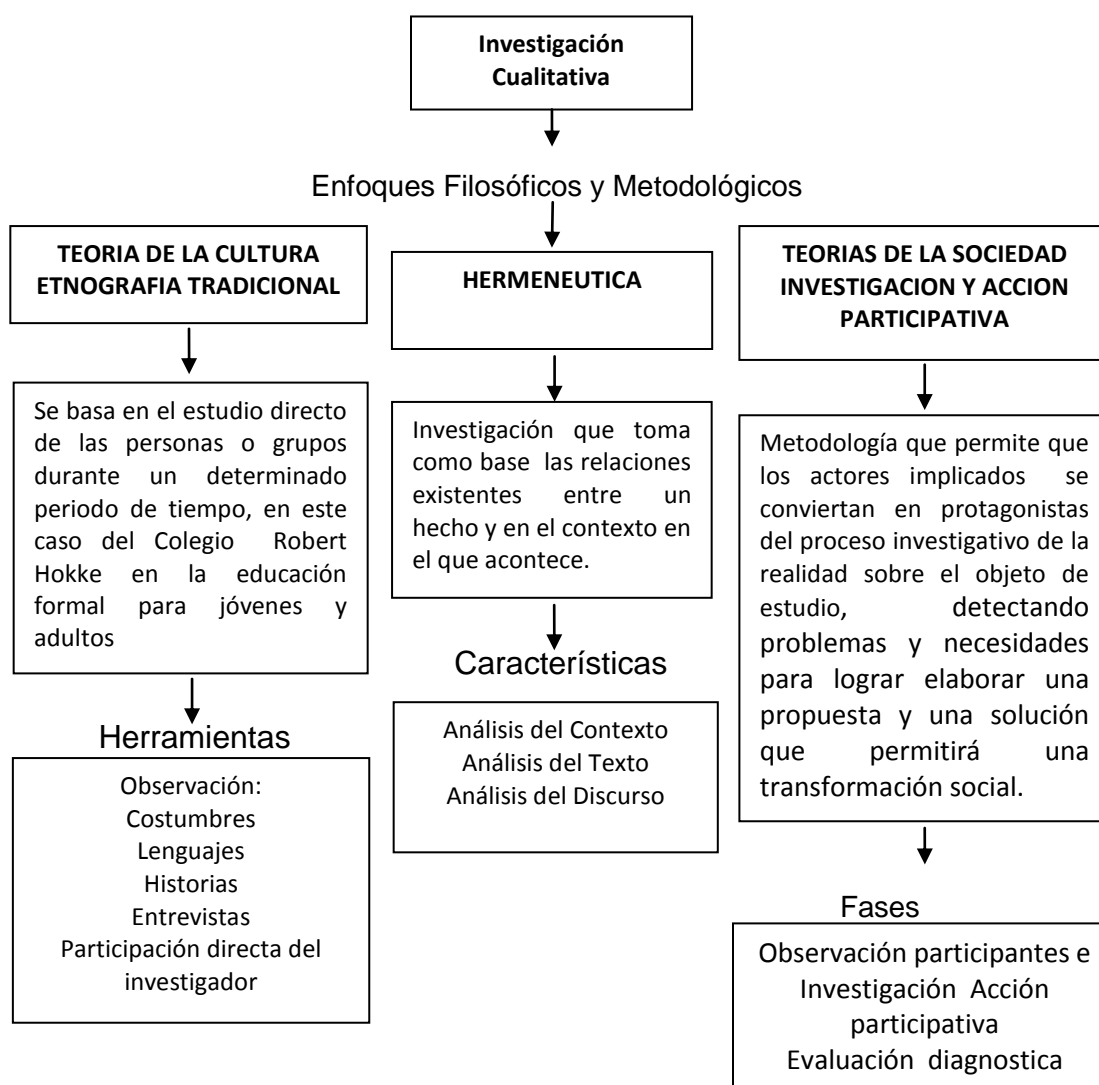 Investigación
Cualitativa
Enfoques Filosóficos y Metodológicos
TEORIA DE LA CULTURA
ETNOGRAFIA TRADICIONAL
Se basa en el estudio directo
de las personas o grupos
durante un determinado
periodo de tiempo, en este
caso del Colegio Robert
Hokke en la educación
formal para jóvenes y
adultos
Herramientas
Observación:
Costumbres
Lenguajes
Historias
Entrevistas
Participación directa del
investigador
HERMENEUTICA
Investigación que toma
como base las relaciones
existentes entre un
hecho y en el contexto en
el que acontece.
Características
Análisis del Contexto
Análisis del Texto
Análisis del Discurso
TEORIAS DE LA SOCIEDAD
INVESTIGACION Y ACCION
PARTICIPATIVA
Metodología que permite que
los actores implicados se
conviertan en protagonistas
del proceso investigativo de la
realidad sobre el objeto de
estudio, detectando
problemas y necesidades
para lograr elaborar una
propuesta y una solución
que permitirá una
transformación social.
Fases
Observación participantes e
Investigación Acción
participativa
Evaluación diagnostica